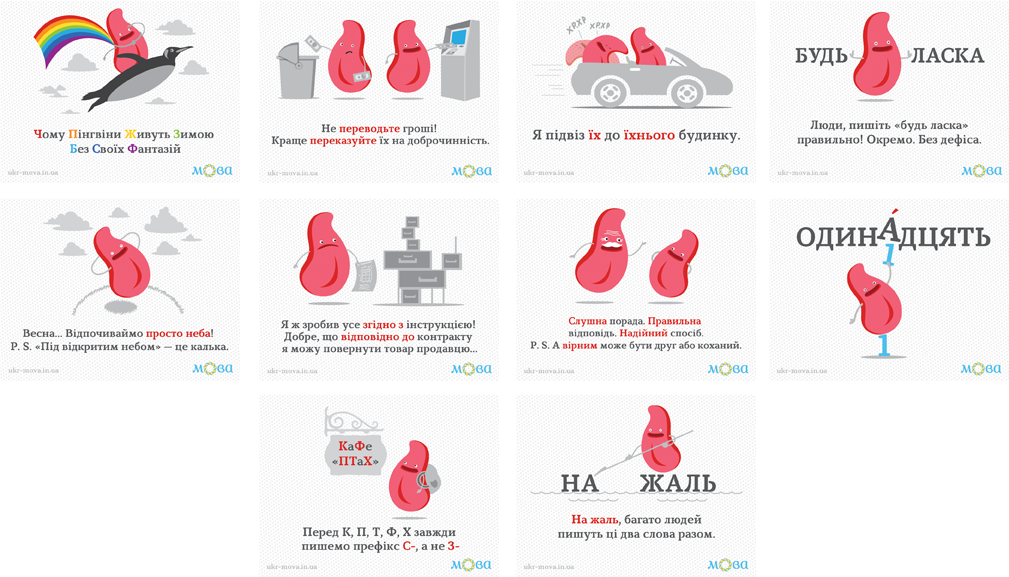 Чому Пінгвіни Живуть Зимою
Без Своїх Фантазій
ukr-mova.in.ua
мова
Не переводьте гроші!
Краще переказуйте їх на доброчинність.
ukr-mova.in.ua
мова
ХРХР
ХРХР
Я підвіз їх до їхнього будинку.
ukr-mova.in.ua
мова
БУДЬ ЛАСКА
Люди, пишіть «будь ласка»
правильно! Окремо. Без дефіса.
ukr-mova.in.ua
мова
Весна... Відпочиваймо просто неба!
P. S. «Під відкритим небом» — це калька.
ukr-mova.in.ua
мова
Я ж зробив усе згідно з інструкцією!
Добре, що відповідно до контракту
я можу повернути товар продавцю...
ukr-mova.in.ua
мова
Слушна порада. Правильна
відповідь. Надійний спосіб.
P. S. А вірним може бути друг або коханий.
ukr-mova.in.ua
мова
ОДИНА́ДЦЯТЬ
і
і
ukr-mova.in.ua
мова
КаФе
«ПТаХ»
С
Перед К, П, Т, Ф, Х завжди
пишемо префікс С-, а не З-
ukr-mova.in.ua
мова
НА ЖАЛЬ
На жаль, багато людей
пишуть ці два слова разом.
ukr-mova.in.ua
мова